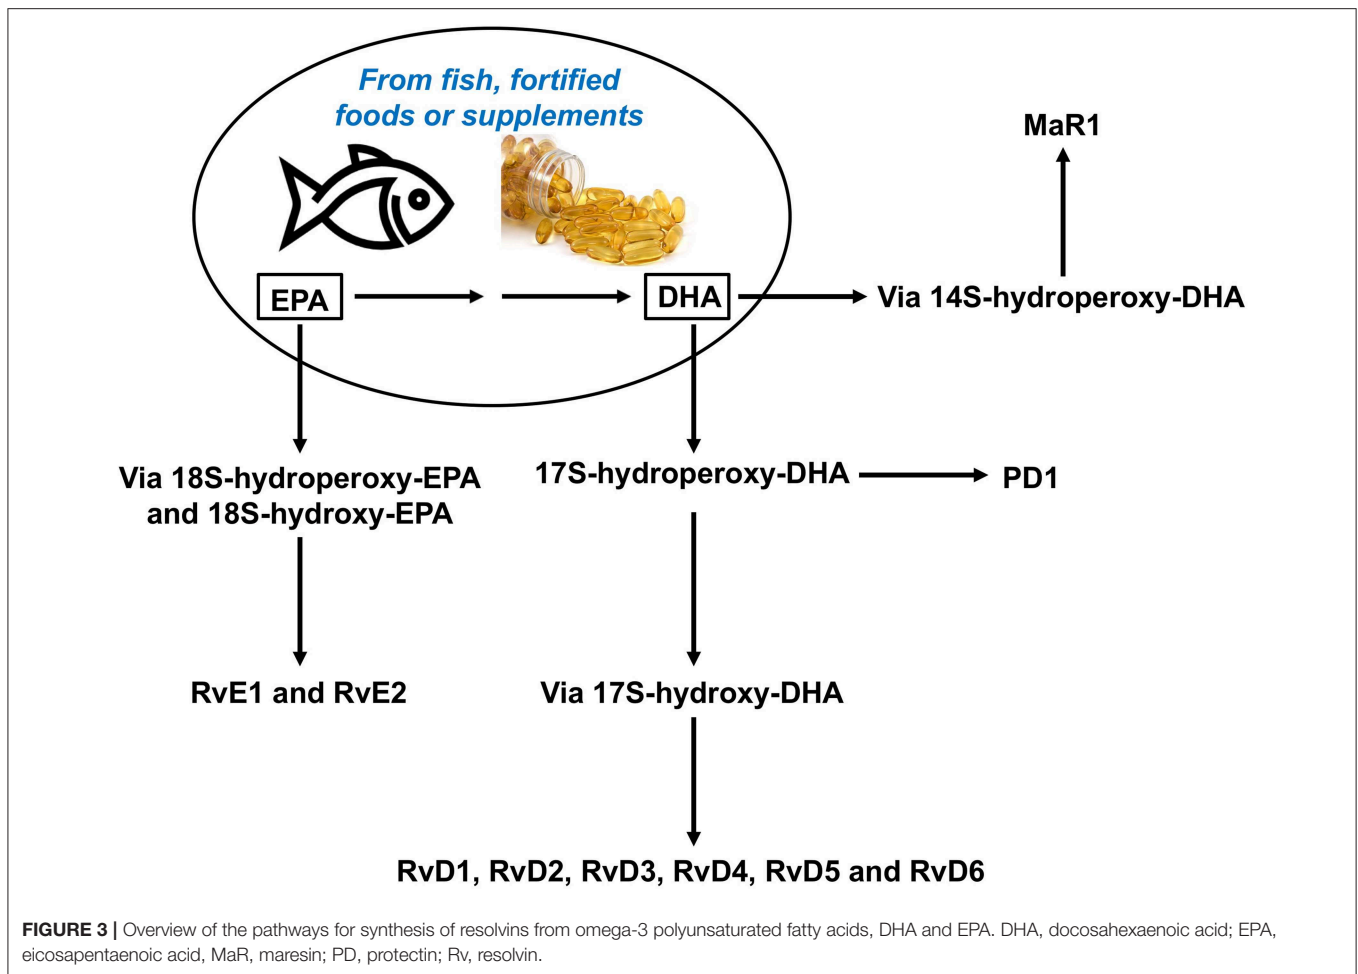 From fish, fortified
foods or supplements
MaR1
EPA
DHA
Via 14S-hydroperoxy-DHA
Via 18S-hydroperoxy-EPA
and 18S-hydroxy-EPA
17S-hydroperoxy-DHA
PD1
RvE1 and RvE2
Via 17S-hydroxy-DHA
RvD1, RvD2, RvD3, RvD4, RvD5 and RvD6
FIGURE 3 | Overview of the pathways for synthesis of resolvins from omega-3 polyunsaturated fatty acids, DHA and EPA. DHA, docosahexaenoic acid; EPA,
eicosapentaenoic acid, MaR, maresin; PD, protectin; Rv, resolvin.